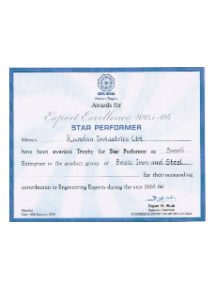 EEPC INDIA
Awards for
Export Excellence 2005-06
STAR PERFORMER
Kundan Industries Ltd.
have been awarded Trophy for Star Performer as Small
Enterprise in the product group of Basic Iron and Steel
for their outstanding
contribution to Engineering Exports during the year 2005-06